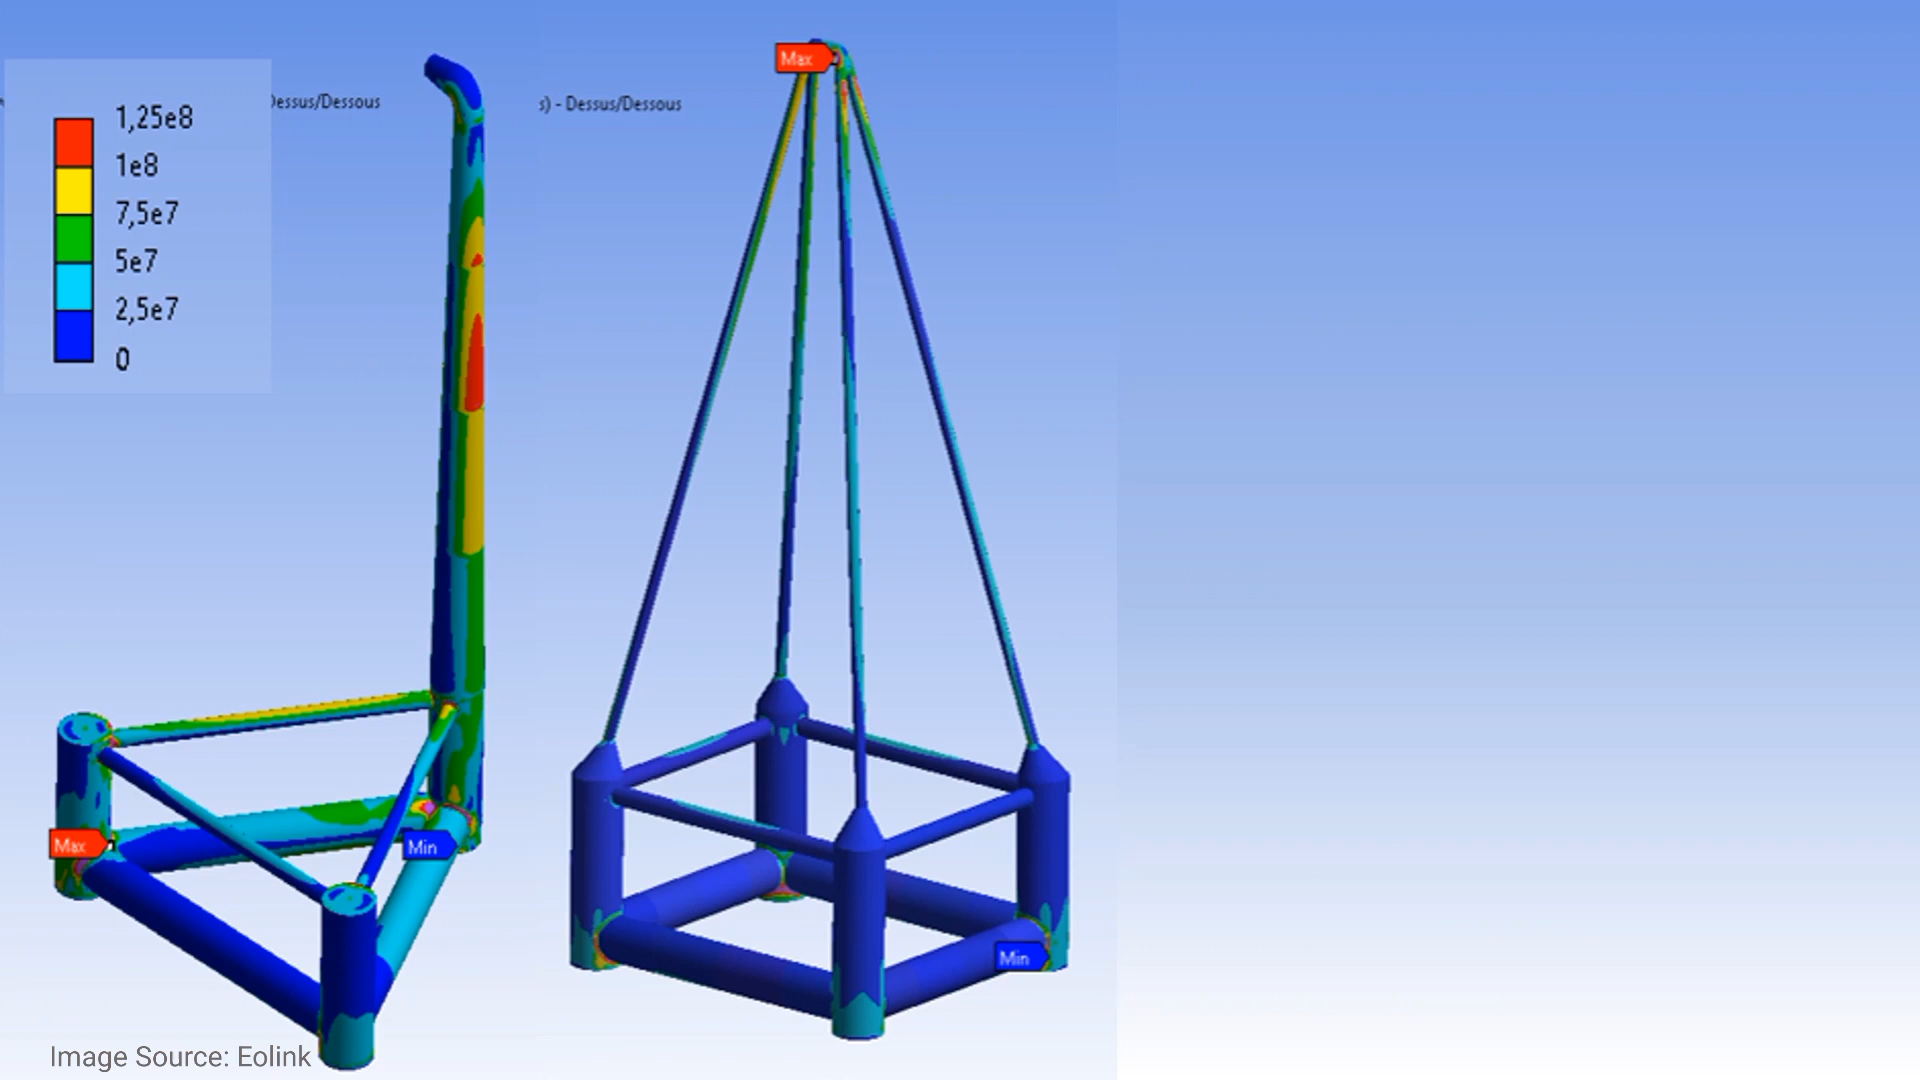 Dessus/Dessous
s) - Dessus/Dessous
Max
1,25e8
1e8
7,5e7
5e7
2,5e7
0
Max
Min
Min
Image Source: Eolink